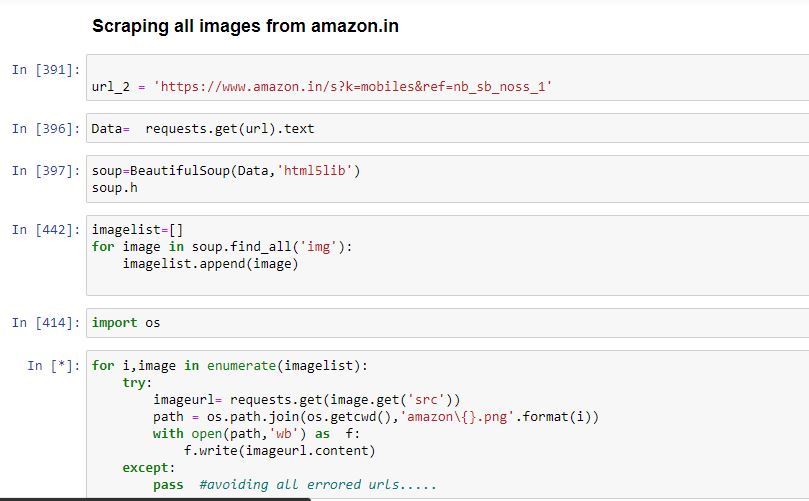 Scraping all images from amazon.in
In [391]:
url_2 = 'https://www.amazon.in/s?k=mobiles&ref=nb_sb_noss_1'
In [396]: Data=  requests.get(url).text
In [397]: soup=BeautifulSoup(Data,'html5lib')
soup.h
In [442]: imagelist=[]
for image in soup.find_all('img'):
    imagelist.append(image)
In [414]: import os
In [*]: for i,image in enumerate(imagelist):
    try:
        imageurl= requests.get(image.get('src'))
        path = os.path.join(os.getcwd(),'amazon\{}.png'.format(i))
        with open(path,'wb') as  f:
            f.write(imageurl.content)
    except:
        pass  #avoiding all errored urls.....